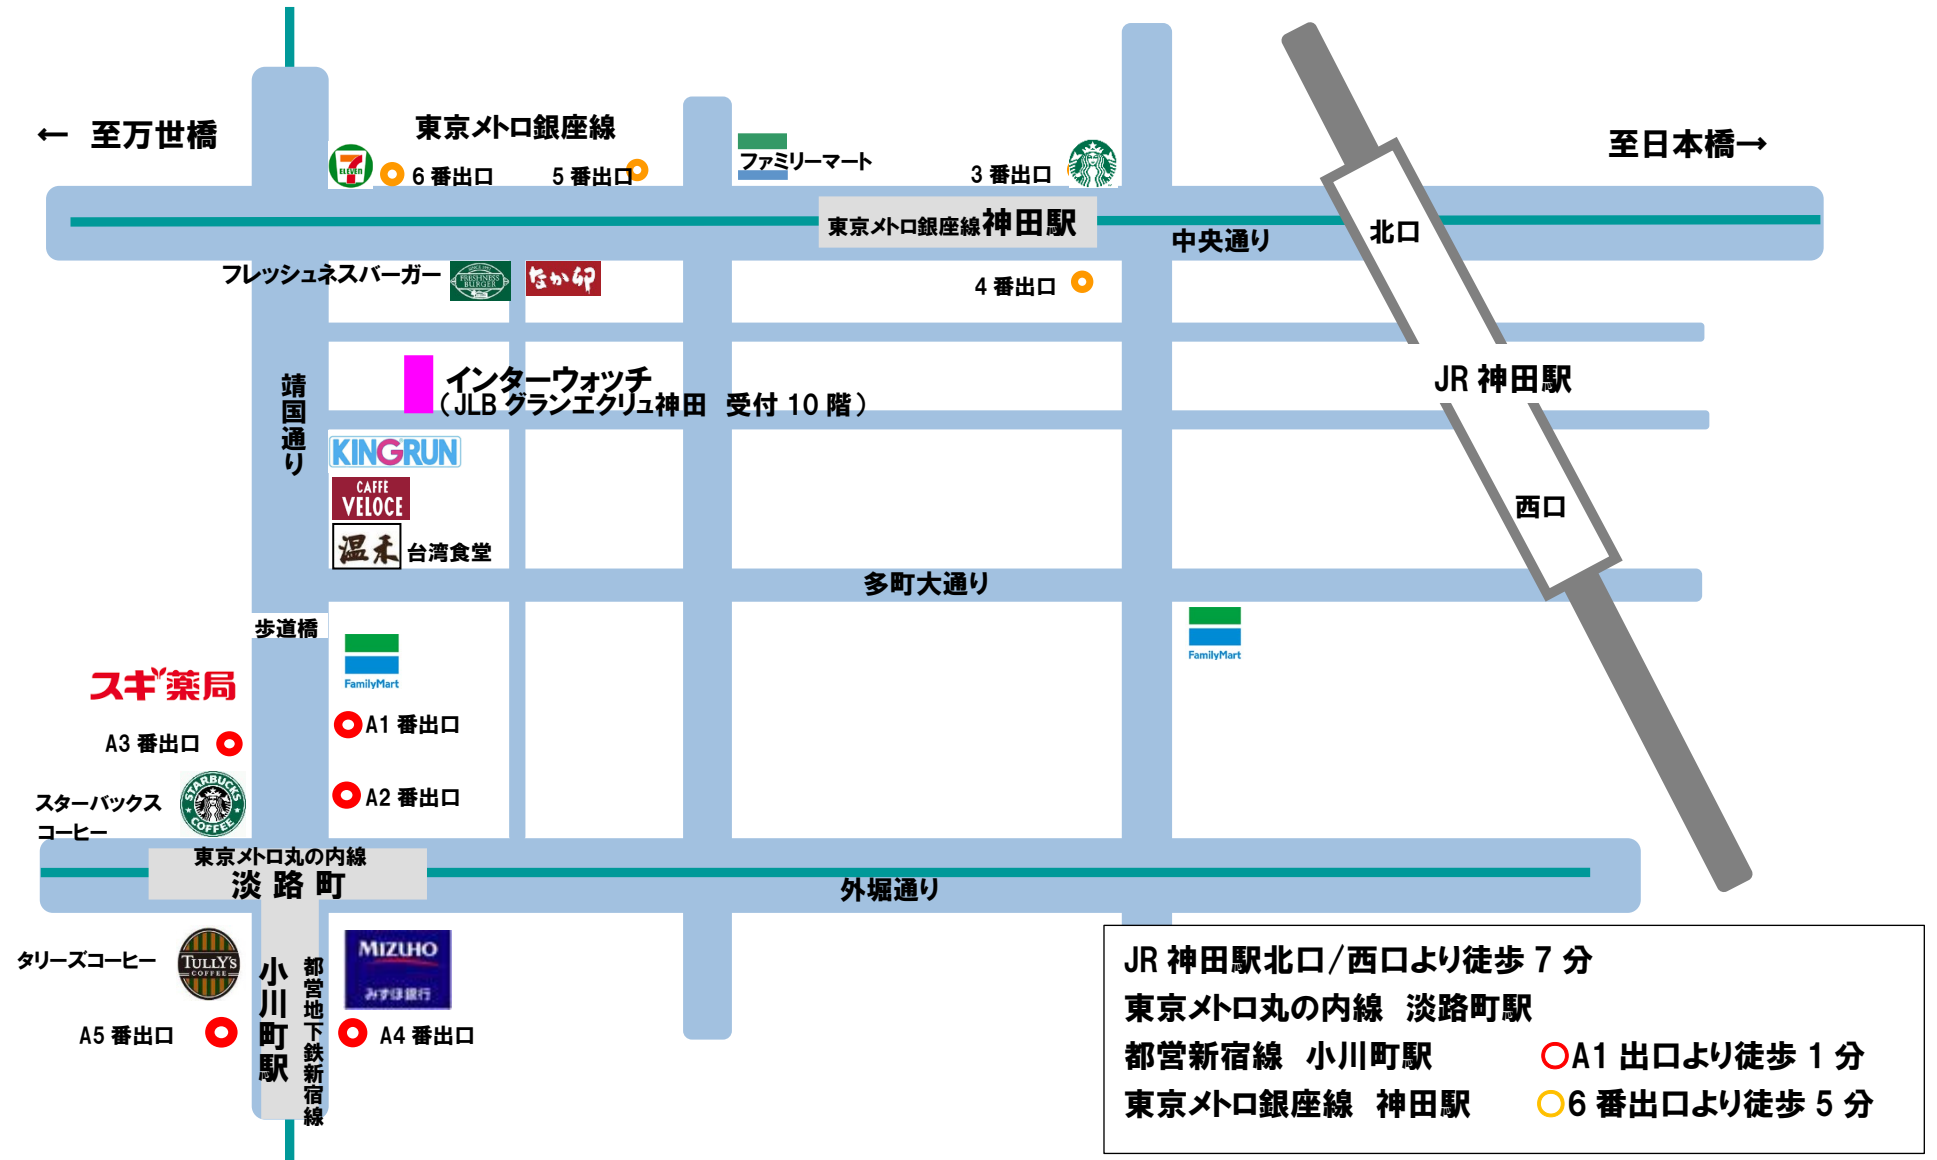 ← 至万世橋
東京メトロ銀座線
至日本橋→
7
ELEVEN
6 番出口
5 番出口
ファミリーマート
3 番出口
東京メトロ銀座線神田駅
中央通り
北口
フレッシュネスバーガー
FRESHNESS
BURGER
なか卯
4 番出口
靖国通り
インターウォッチ
（JLB グランエクリュ神田 受付 10 階）
JR 神田駅
KINGRUN
CAFFE
VELOCE
温禾
台湾食堂
西口
多町大通り
歩道橋
FamilyMart
FamilyMart
スギ薬局
A1 番出口
A3 番出口
A2 番出口
スターバックス
コーヒー
STARBUCKS
COFFEE
東京メトロ丸の内線
淡 路 町
外堀通り
タリーズコーヒー
TULLY'S
COFFEE
小川町駅
都営地下鉄新宿線
MIZUHO
みずほ銀行
A5 番出口
A4 番出口
JR 神田駅北口/西口より徒歩 7 分
東京メトロ丸の内線 淡路町駅
都営新宿線 小川町駅 ○A1 出口より徒歩 1 分
東京メトロ銀座線 神田駅 ○6 番出口より徒歩 5 分